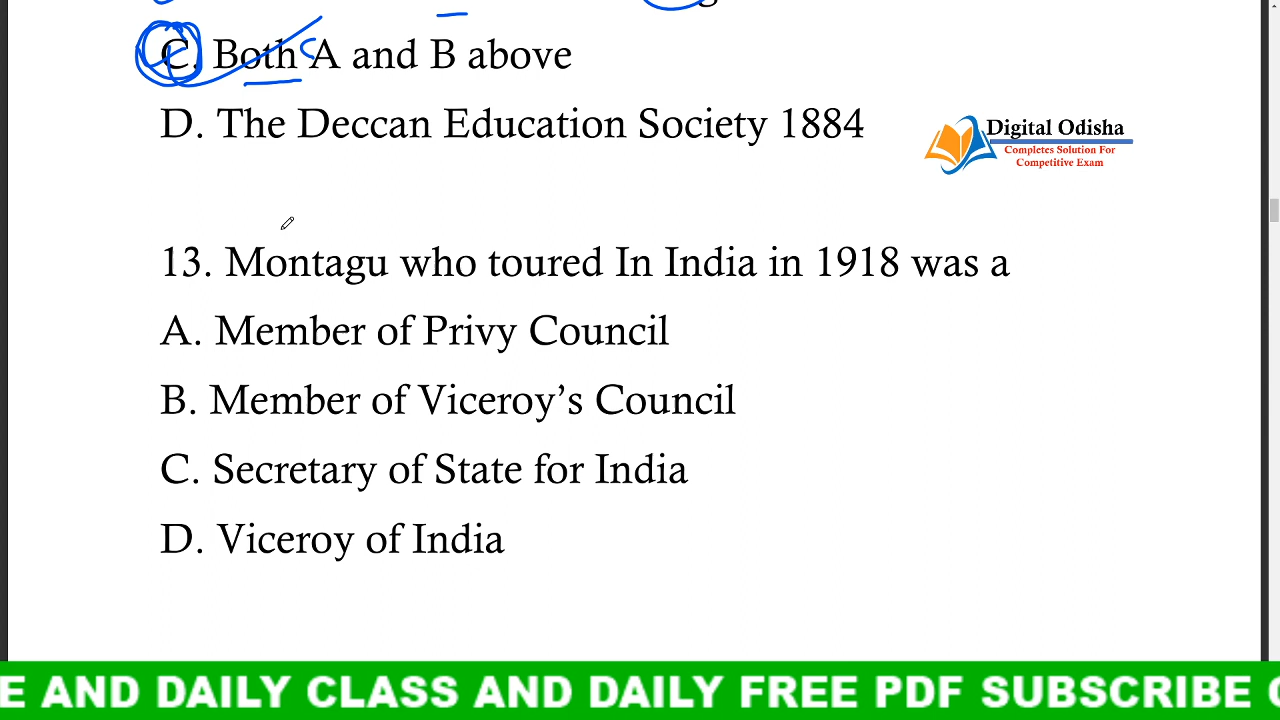 C. Both A and B above
D. The Deccan Education Society 1884
Digital Odisha
Completes Solution For
Competitive Exam
13. Montagu who toured In India in 1918 was a
A. Member of Privy Council
B. Member of Viceroy’s Council
C. Secretary of State for India
D. Viceroy of India
E AND DAILY CLASS AND DAILY FREE PDF SUBSCRIBE